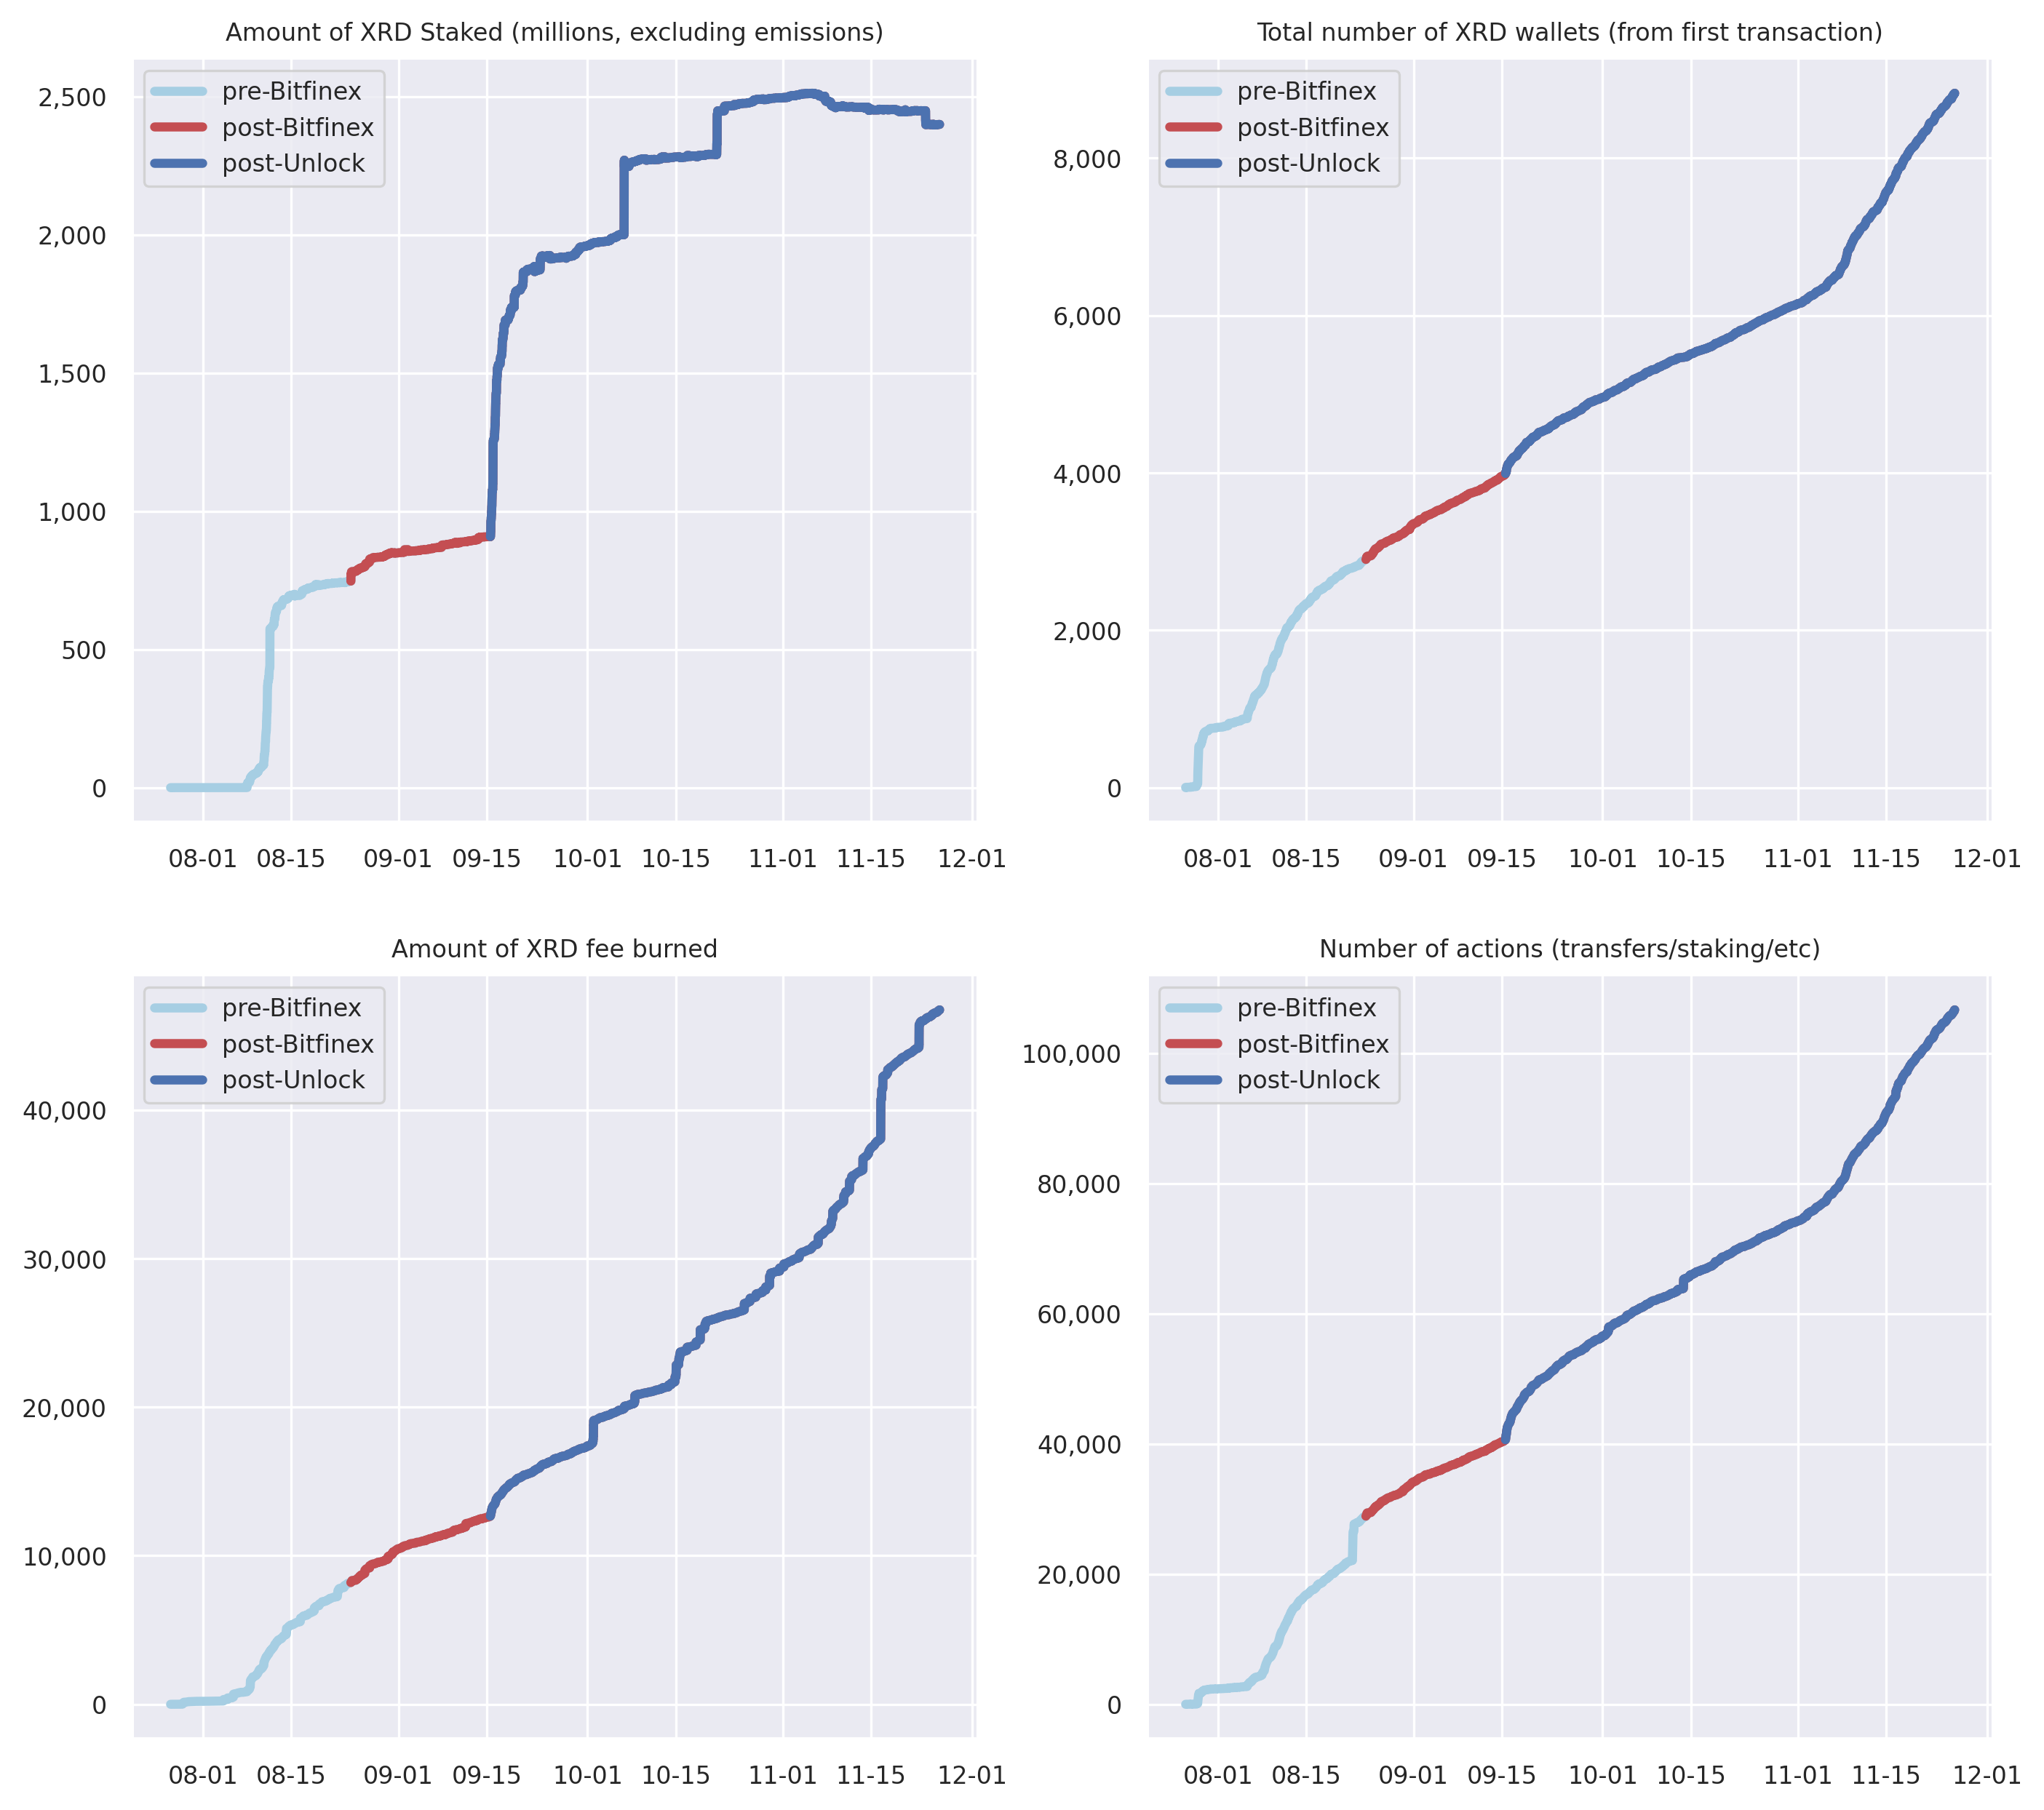 Amount of XRD Staked (millions, excluding emissions)
pre-Bitfinex
post-Bitfinex
post-Unlock
2,500
2,000
1,500
1,000
500
0
08-01 08-15 09-01 09-15 10-01 10-15 11-01 11-15 12-01
Total number of XRD wallets (from first transaction)
pre-Bitfinex
post-Bitfinex
post-Unlock
8,000
6,000
4,000
2,000
0
08-01 08-15 09-01 09-15 10-01 10-15 11-01 11-15 12-01
Amount of XRD fee burned
pre-Bitfinex
post-Bitfinex
post-Unlock
40,000
30,000
20,000
10,000
0
08-01 08-15 09-01 09-15 10-01 10-15 11-01 11-15 12-01
Number of actions (transfers/staking/etc)
pre-Bitfinex
post-Bitfinex
post-Unlock
100,000
80,000
60,000
40,000
20,000
0
08-01 08-15 09-01 09-15 10-01 10-15 11-01 11-15 12-01